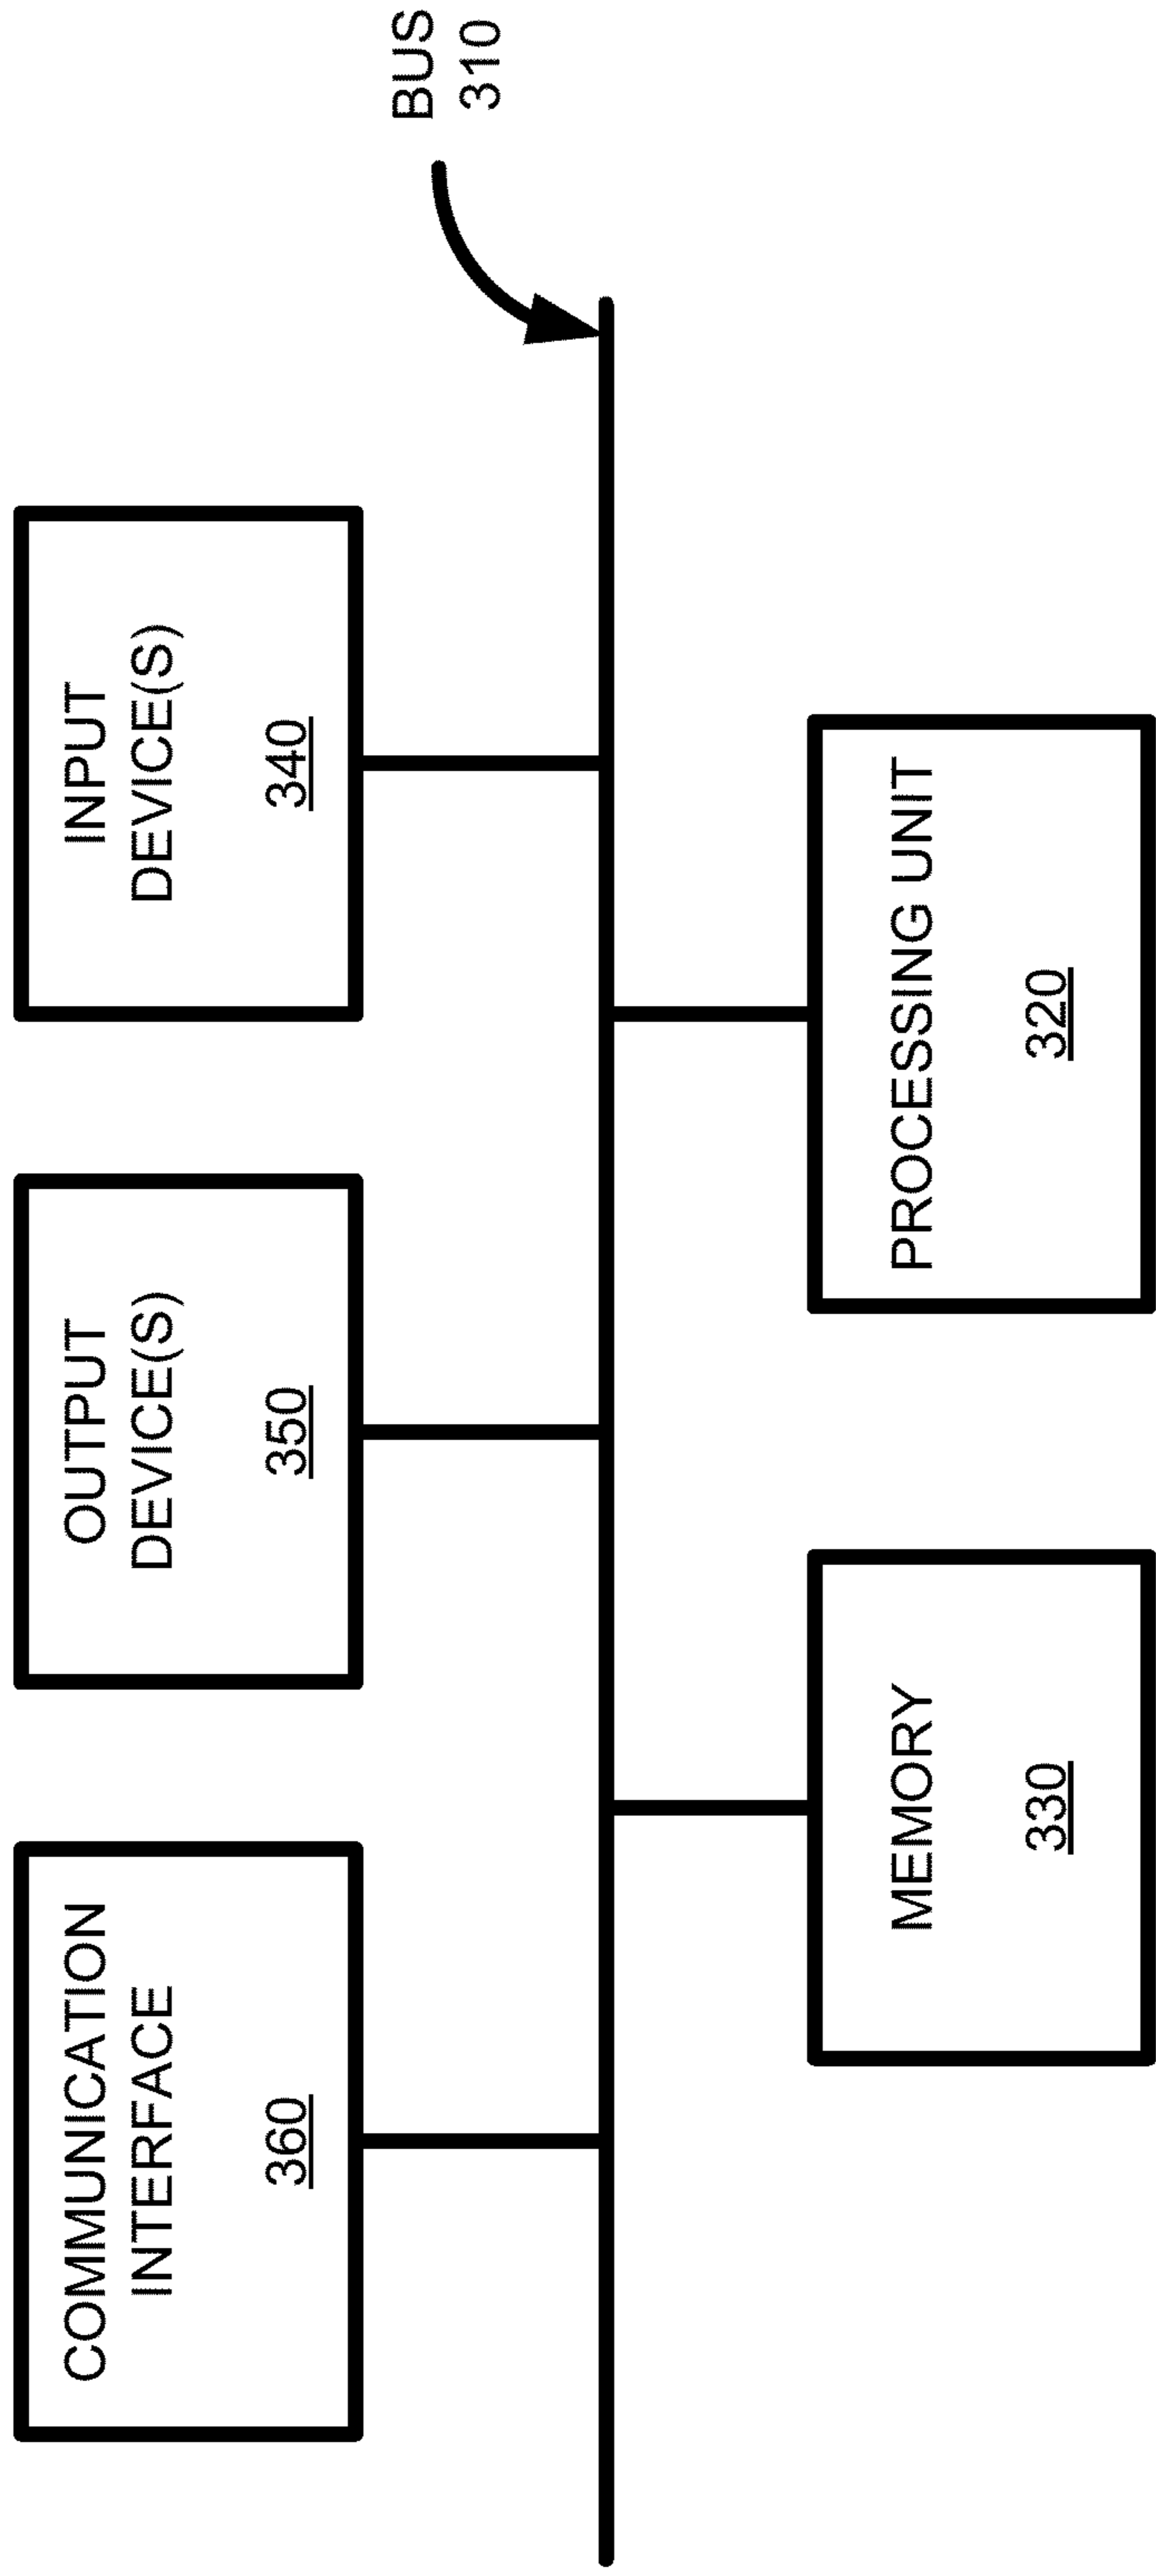 COMMUNICATION
INTERFACE
360
OUTPUT
DEVICE(S)
350
INPUT
DEVICE(S)
340
BUS
310
MEMORY
330
PROCESSING UNIT
320